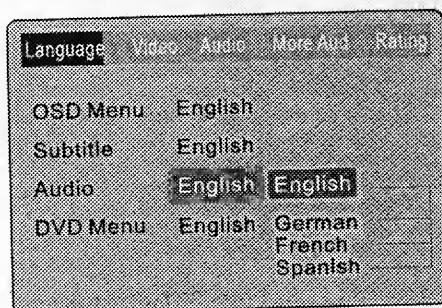 Language Video Audio More Aud Rating
OSD Menu English
Subtitle English
Audio English English
DVD Menu English German
French
Spanish